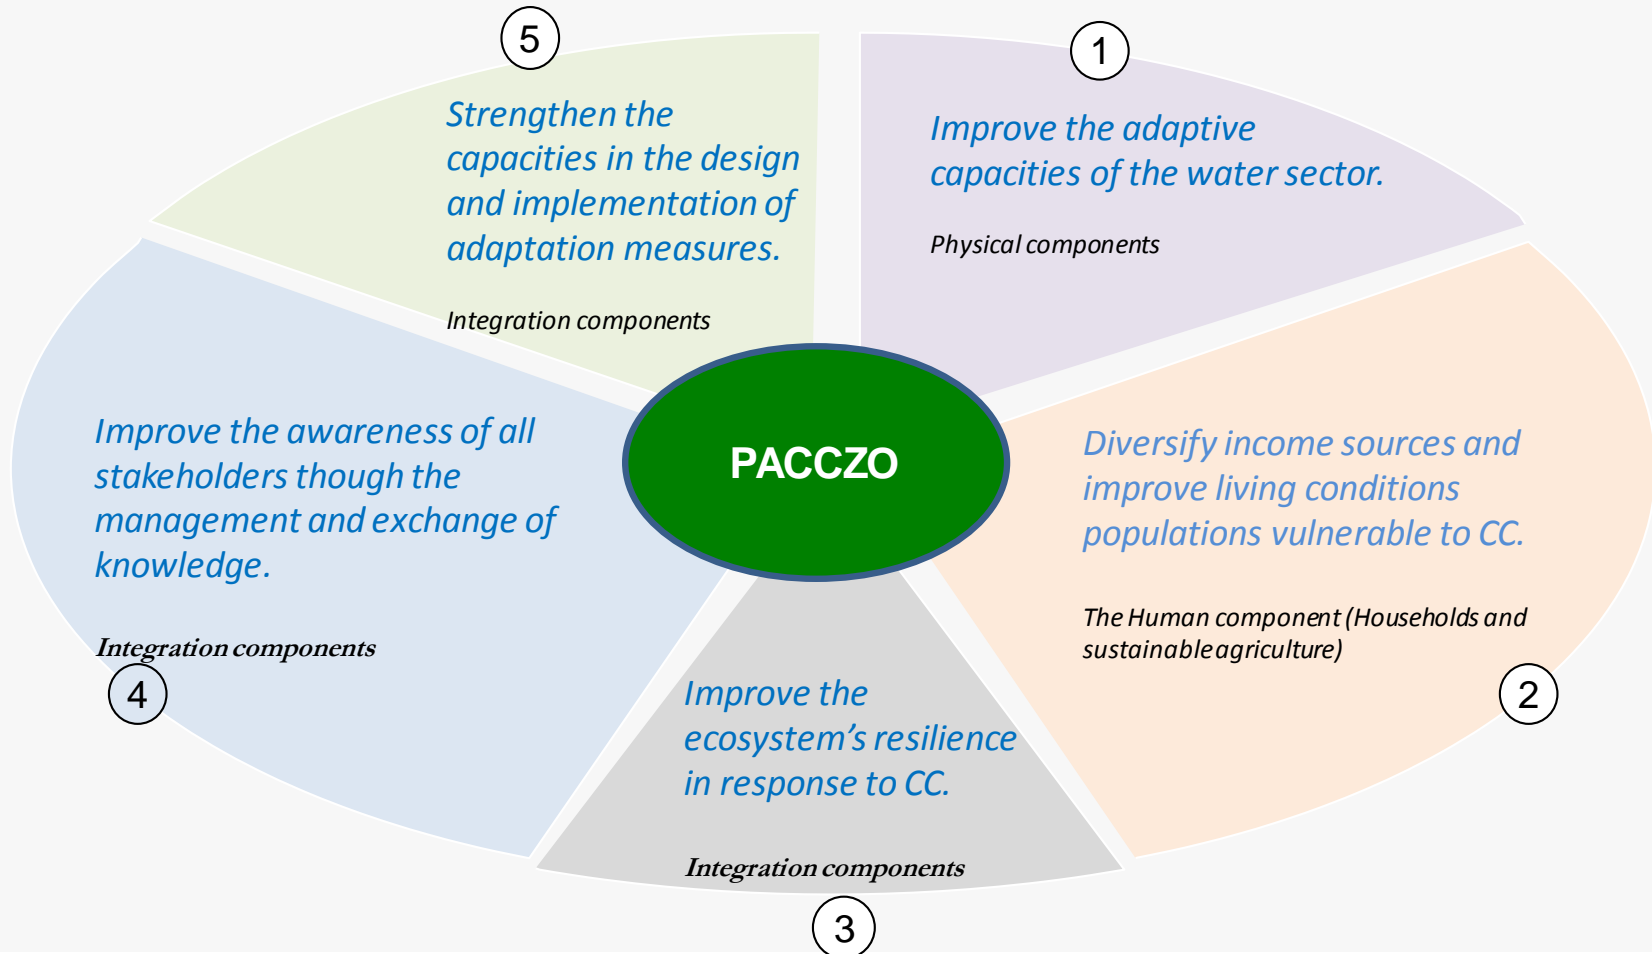 5
Strengthen the
capacities in the design
and implementation of
adaptation measures.
Integration components
1
Improve the adaptive
capacities of the water sector.
Physical components
PACCZO
Diversify income sources and
improve living conditions
populations vulnerable to CC.
The Human component (Households and
sustainable agriculture)
2
Improve the awareness of all
stakeholders though the
management and exchange of
knowledge.
Integration components
4
Improve the
ecosystem’s resilience
in response to CC.
Integration components
3